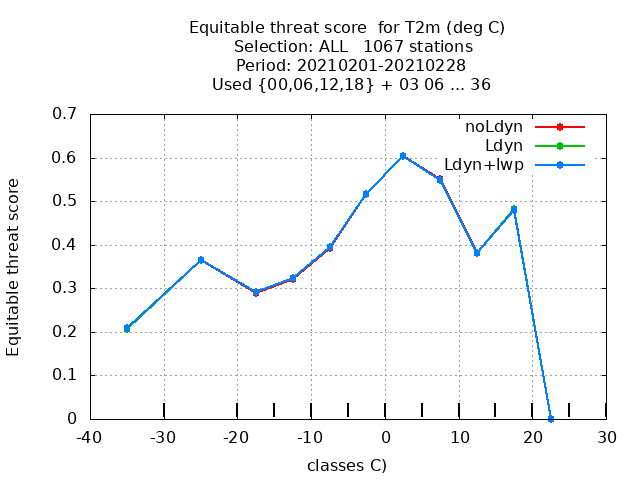 Equitable threat score  for T2m (deg C)
Selection: ALL   1067 stations
Period: 20210201-20210228
Used {00,06,12,18} + 03 06 ... 36
noLdyn
Ldyn
Ldyn+lwp
Equitable threat score
0.7
0.6
0.5
0.4
0.3
0.2
0.1
0
-40 -30 -20 -10 0 10 20 30
classes C)